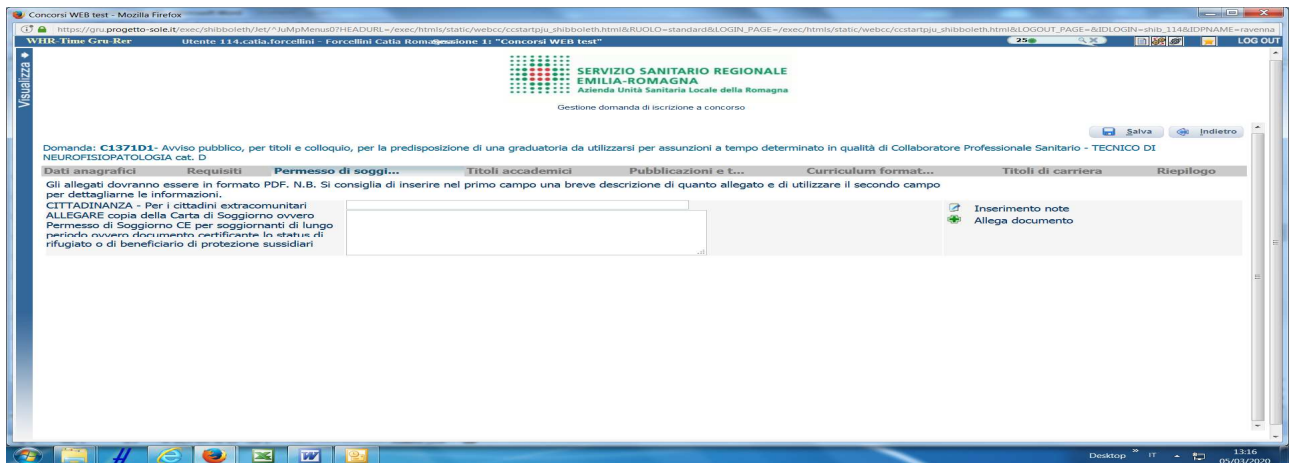 Concorsi WEB test - Mozilla Firefox
https://gru.progetto-sole.it/exec/shibboleth/Jet/^JuMpMenus0?HEADURL=/exec/htmls/static/webcc/ccstartpju_shibboleth.html&RUOLO=standard&LOGIN_PAGE=/exec/htmls/static/webcc/ccstartpju_shibboleth.html&LOGOUT_PAGE=&IDLOGIN=shib_114&IDPNAME=ravenna
WHR-Time Gru-Rer Utente 114.catia.forcellini - Forcellini Catia Romagna Sessione 1: "Concorsi WEB test" 25 LOG OUT
Visualizza
SERVIZIO SANITARIO REGIONALE
EMILIA-ROMAGNA
Azienda Unità Sanitaria Locale della Romagna
Gestione domanda di iscrizione a concorso
Salva Indietro
Domanda: C1371D1- Avviso pubblico, per titoli e colloquio, per la predisposizione di una graduatoria da utilizzarsi per assunzioni a tempo determinato in qualità di Collaboratore Professionale Sanitario - TECNICO DI
NEUROFISIOPATOLOGIA cat. D
Dati anagrafici Requisiti Permesso di soggi... Titoli accademici Pubblicazioni e t... Curriculum format... Titoli di carriera Riepilogo
Gli allegati dovranno essere in formato PDF. N.B. Si consiglia di inserire nel primo campo una breve descrizione di quanto allegato e di utilizzare il secondo campo
per dettagliarne le informazioni.
CITTADINANZA - Per i cittadini extracomunitari
ALLEGARE copia della Carta di Soggiorno ovvero
Permesso di Soggiorno CE per soggiornanti di lungo
periodo ovvero documento certificante lo status di
rifugiato o di beneficiario di protezione sussidiari
Inserimento note
Allega documento
Desktop » IT 13:16
05/03/2020